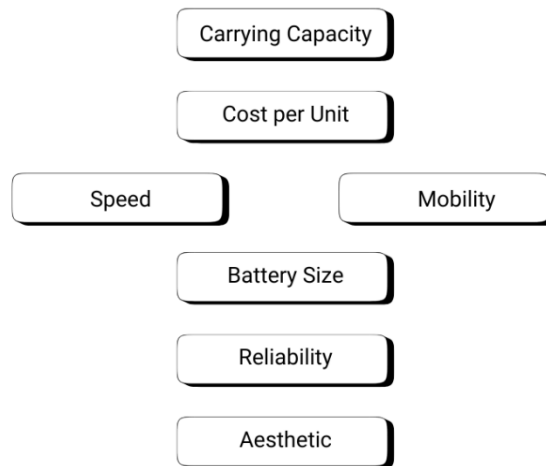 Carrying Capacity
Cost per Unit
Speed
Mobility
Battery Size
Reliability
Aesthetic